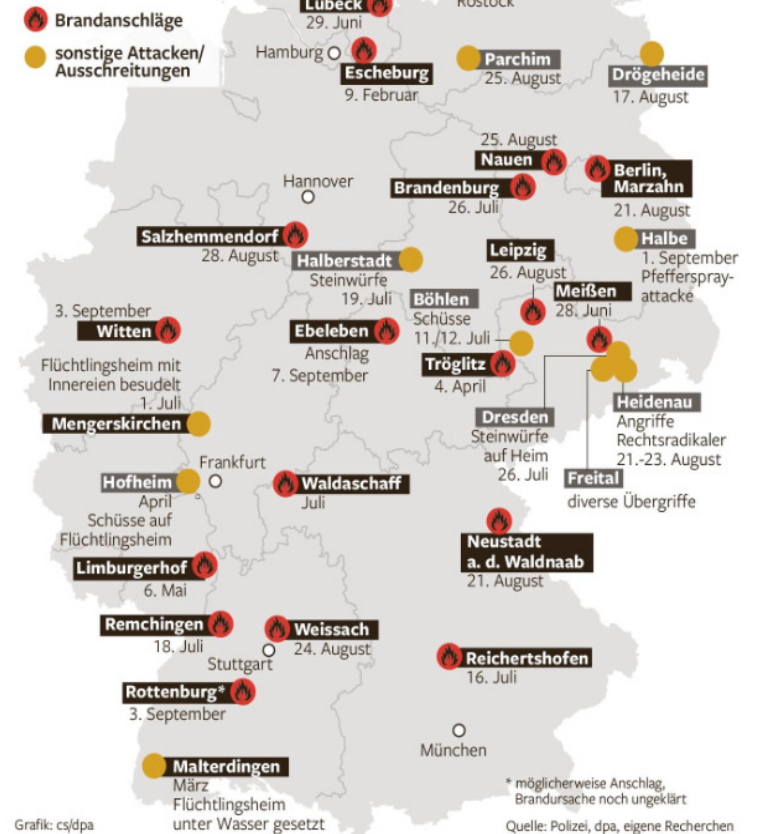 Brandanschläge
sonstige Attacken/
Ausschreitungen
Lübeck
29. Juni
Rostock
Hamburg
Escheburg
9. Februar
Parchim
25. August
Drögeheide
17. August
25. August
Nauen
Berlin,
Marzahn
21. August
Brandenburg
26. Juli
Hannover
Salzhemmendorf
28. August
Halberstadt
Steinwürfe
19. Juli
Leipzig
26. August
Halbe
1. September
Pfefferspray-
attacke
Meißen
28. Juni
Böhlen
Schüsse
11./12. Juli
3. September
Witten
Ebeleben
Anschlag
7. September
Tröglitz
4. April
Flüchtlingsheim mit
Innereien besudelt
1. Juli
Mengerskirchen
Dresden
Steinwürfe
auf Heim
26. Juli
Heidenau
Angriffe
Rechtsradikaler
21.-23. August
Freital
diverse Übergriffe
Frankfurt
Hofheim
April
Schüsse auf
Flüchtlingsheim
Waldaschaff
Juli
Neustadt
a. d. Waldnaab
21. August
Limburgerhof
6. Mai
Remchingen
18. Juli
Weissach
24. August
Stuttgart
Reichertshofen
16. Juli
Rottenburg*
3. September
München
Malterdingen
März
Flüchtlingsheim
unter Wasser gesetzt
* möglicherweise Anschlag,
Brandursache noch ungeklärt
Grafik: cs/dpa
Quelle: Polizei, dpa, eigene Recherchen